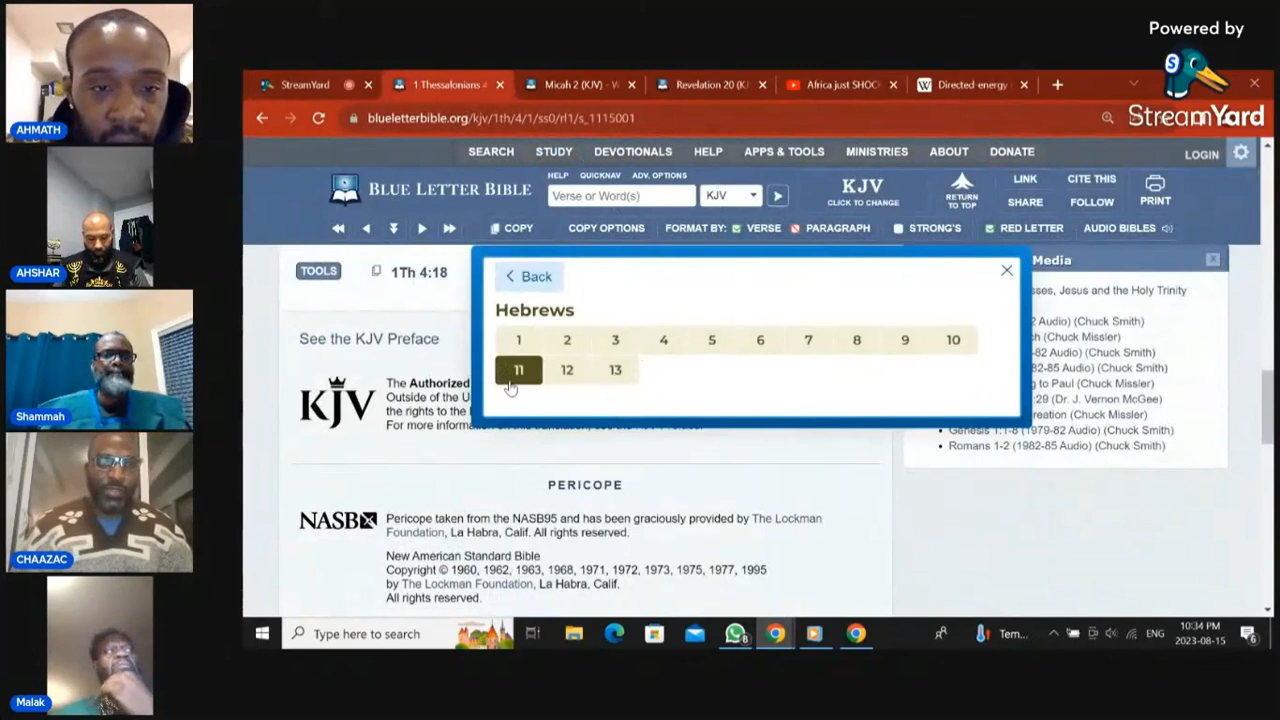 Powered by
S
StreamYard
AHMATH
AHSHAR
Shammah
CHAAZAC
Malak
StreamYard
1 Thessalonians 4
Micah 2 (KJV) - 
Revelation 20 (KJ
Africa just SHOC
W
Directed-energy
blueletterbible.org/kjv/1th/4/1/ss0/rl1/s_1115001
SEARCH STUDY DEVOTIONALS HELP APPS & TOOLS MINISTRIES ABOUT DONATE
LOGIN
BLUE LETTER BIBLE
HELP QUICKNAV ADV. OPTIONS
Verse or Word(s)
KJV
KJV
CLICK TO CHANGE
RETURN
TO TOP
LINK CITE THIS
SHARE FOLLOW
PRINT
COPY COPY OPTIONS FORMAT BY: VERSE PARAGRAPH STRONG'S RED LETTER AUDIO BIBLES
TOOLS 1Th 4:18
Back
Hebrews
1 2 3 4 5 6 7 8 9 10
11 12 13
Media
sses, Jesus and the Holy Trinity
2 Audio) (Chuck Smith)
h (Chuck Missler)
82 Audio) (Chuck Smith)
g to Paul (Chuck Missler)
:29 (Dr. J. Vernon McGee)
reation (Chuck Missler)
Genesis 1:1-8 (1979-82 Audio) (Chuck Smith)
Romans 1-2 (1982-85 Audio) (Chuck Smith)
See the KJV Preface
KJV
The Authorized
Outside of the U
the rights to the
For more information
PERICOPE
NASB
Pericope taken from the NASB95 and has been graciously provided by The Lockman
Foundation, La Habra, Calif. All rights reserved.
New American Standard Bible
Copyright © 1960, 1962, 1963, 1968, 1971, 1972, 1973, 1975, 1977, 1995
by The Lockman Foundation, La Habra, Calif.
All rights reserved.
Type here to search
8
Tem...
ENG
10:34 PM
2023-08-15
6